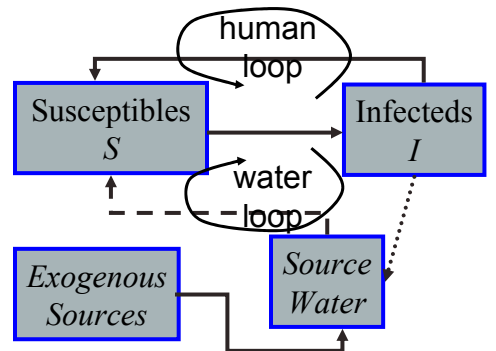 human
loop
Susceptibles
S
Infecteds
I
water
loop
Exogenous
Sources
Source
Water